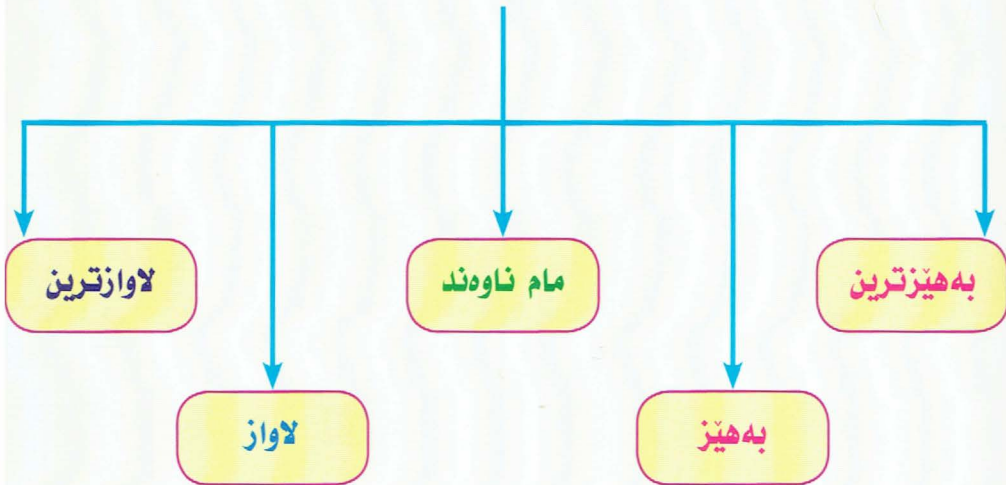 بەهێزترین
مام ناوەند
لاوازترین
بەهێز
لاواز